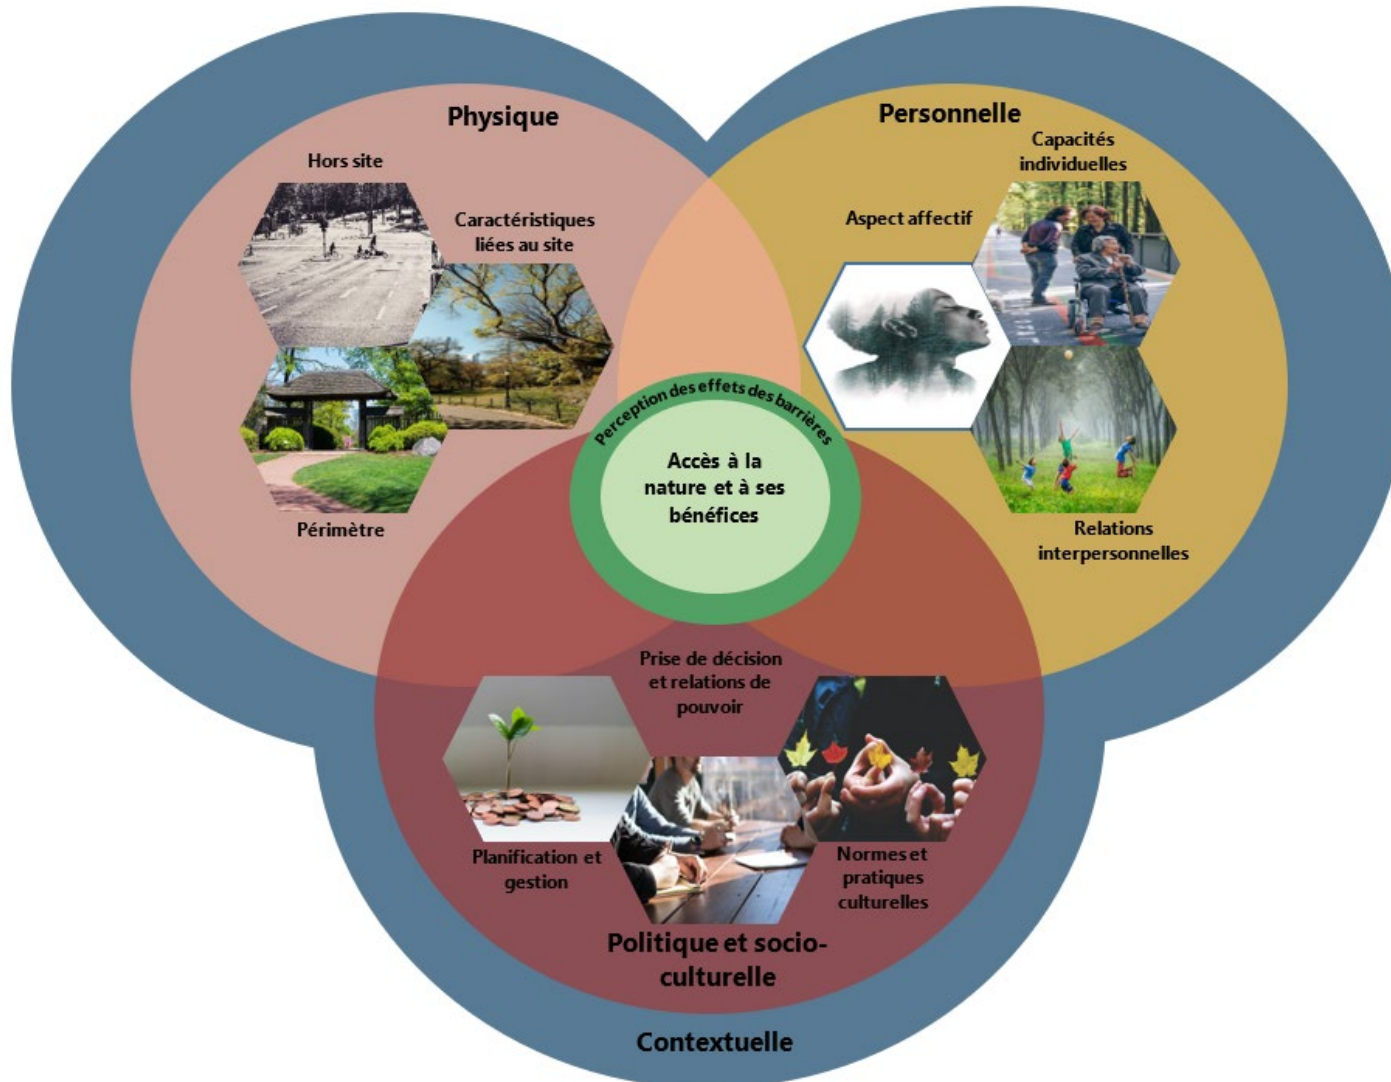 Physique
Hors site
Caractéristiques
liées au site
Périmètre
Personnelle
Capacités
individuelles
Aspect affectif
Relations
interpersonnelles
Perception des effets des barrières
Accès à la
nature et à ses
bénéfices
Prise de décision
et relations de
pouvoir
Planification et
gestion
Normes et
pratiques
culturelles
Politique et socio-
culturelle
Contextuelle